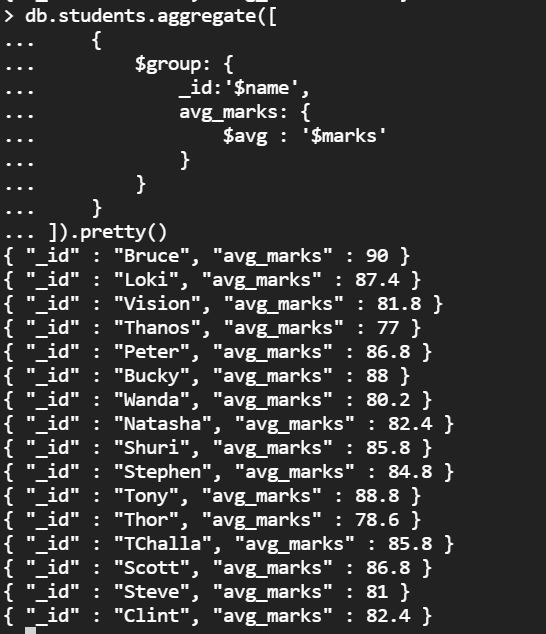 > db.students.aggregate([
...     {
...         $group: {
...             _id:'$name',
...             avg_marks: {
...                 $avg : '$marks'
...             }
...         }
...     }
... ]).pretty()
{ "_id" : "Bruce", "avg_marks" : 90 }
{ "_id" : "Loki", "avg_marks" : 87.4 }
{ "_id" : "Vision", "avg_marks" : 81.8 }
{ "_id" : "Thanos", "avg_marks" : 77 }
{ "_id" : "Peter", "avg_marks" : 86.8 }
{ "_id" : "Bucky", "avg_marks" : 88 }
{ "_id" : "Wanda", "avg_marks" : 80.2 }
{ "_id" : "Natasha", "avg_marks" : 82.4 }
{ "_id" : "Shuri", "avg_marks" : 85.8 }
{ "_id" : "Stephen", "avg_marks" : 84.8 }
{ "_id" : "Tony", "avg_marks" : 88.8 }
{ "_id" : "Thor", "avg_marks" : 78.6 }
{ "_id" : "TChalla", "avg_marks" : 85.8 }
{ "_id" : "Scott", "avg_marks" : 86.8 }
{ "_id" : "Steve", "avg_marks" : 81 }
{ "_id" : "Clint", "avg_marks" : 82.4 }